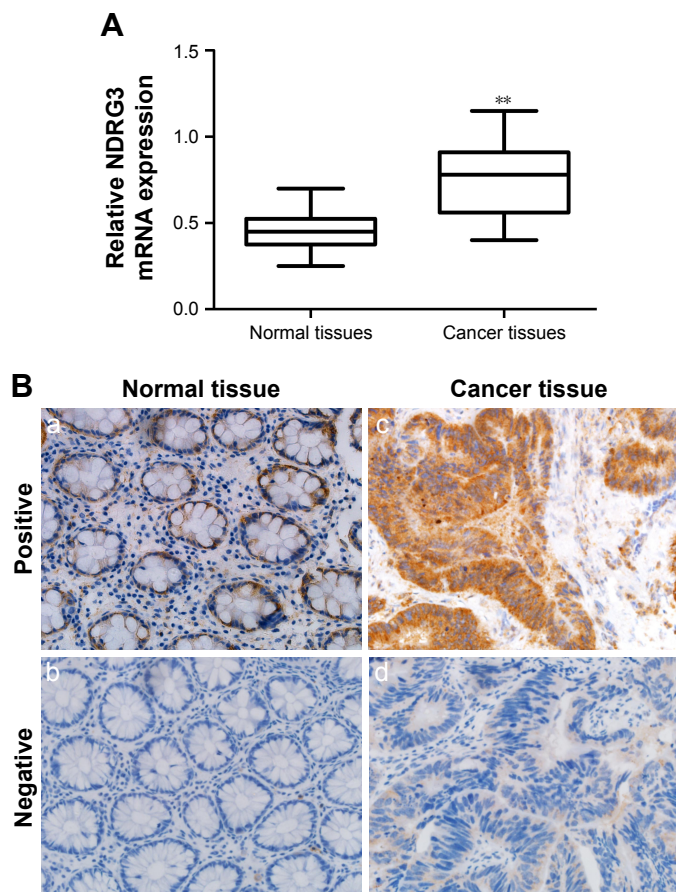 A
Relative NDRG3
mRNA expression
1.5
1.0
0.5
0.0
**
Normal tissues
Cancer tissues
B
Normal tissue
Cancer tissue
Positive
a
c
Negative
b
d